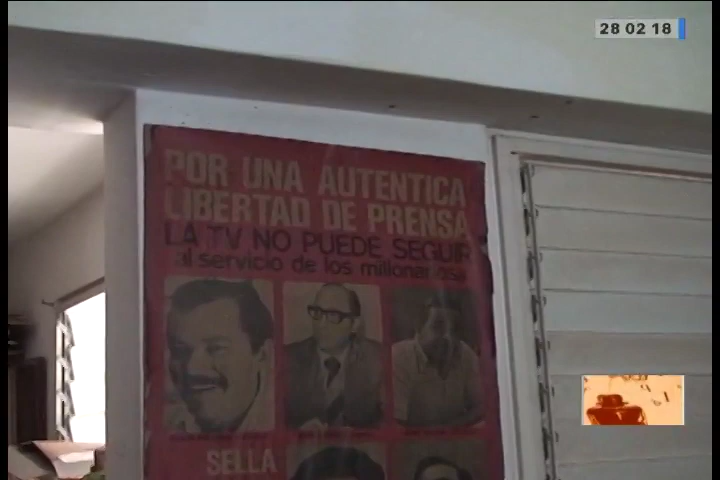 28 02 18
POR UNA AUTENTICA
LIBERTAD DE PRENSA
LA TV NO PUEDE SEGUIR
al servicio de los
SELLA